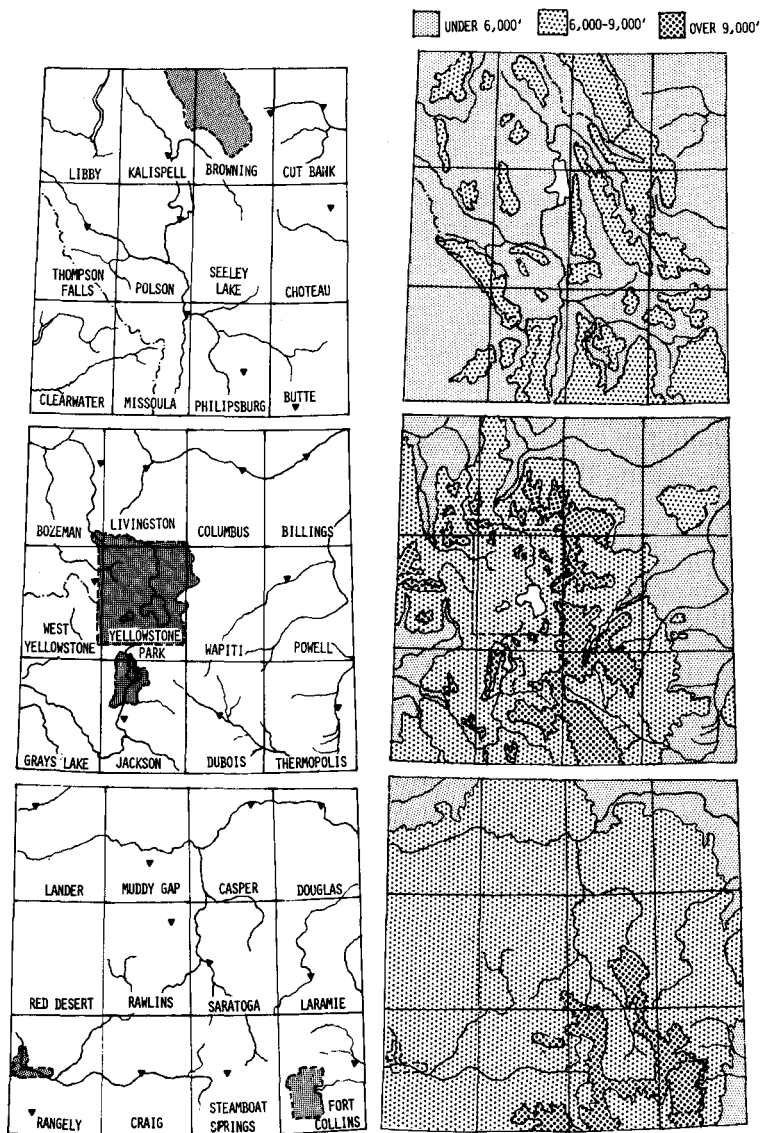 UNDER 6,000' 6,000-9,000' OVER 9,000'
LIBBY KALISPELL BROWNING CUT BANK
THOMPSON FALLS POLSON SEELEY LAKE CHOTEAU
CLEARWATER MISSOULA PHILIPSBURG BUTTE
BOZEMAN LIVINGSTON COLUMBUS BILLINGS
WEST YELLOWSTONE YELLOWSTONE PARK WAPITI POWELL
GRAYS LAKE JACKSON DUBOIS THERMOPOLIS
LANDER MUDDY GAP CASPER DOUGLAS
RED DESERT RAWLINS SARATOGA LARAMIE
RANGELY CRAIG STEAMBOAT SPRINGS FORT COLLINS